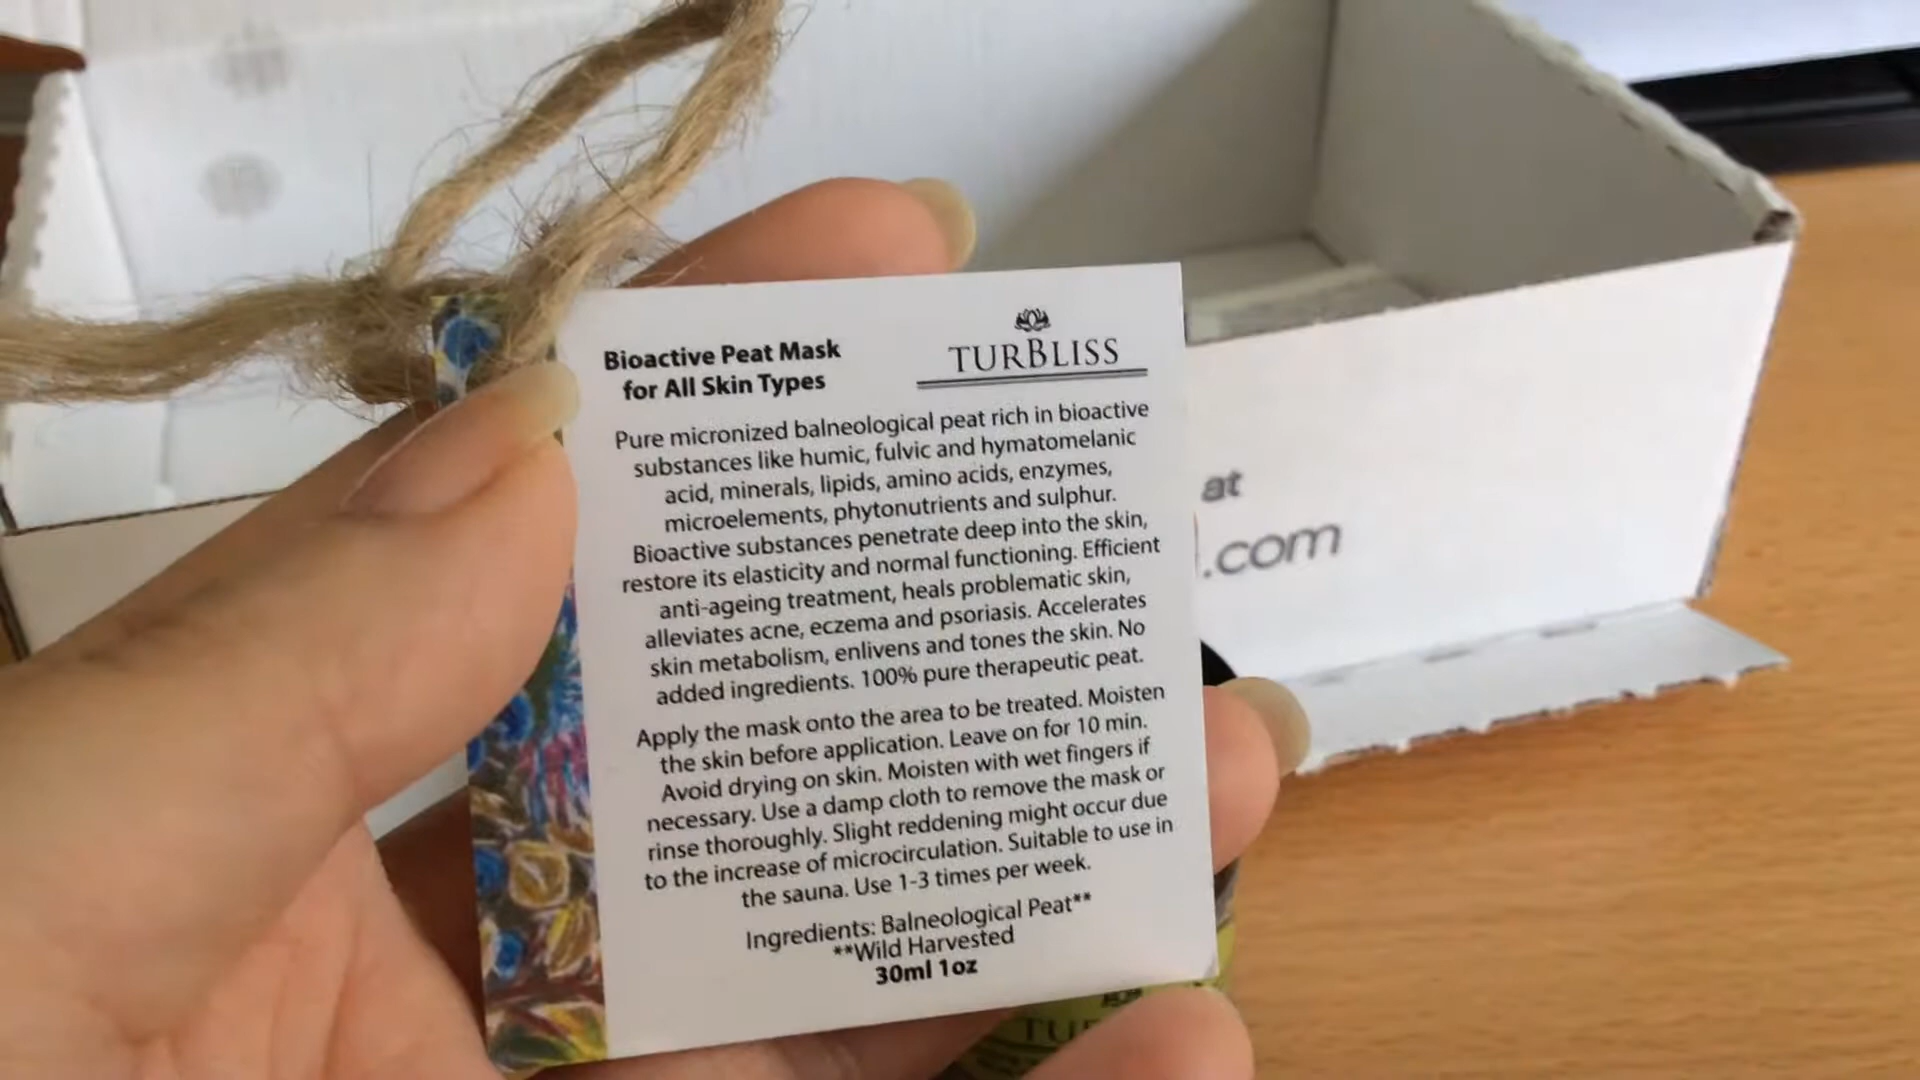 Bioactive Peat Mask
for All Skin Types
TURBLISS
Pure micronized balneological peat rich in bioactive
substances like humic, fulvic and hymatomelanic
acid, minerals, lipids, amino acids, enzymes,
microelements, phytonutrients and sulphur.
Bioactive substances penetrate deep into the skin,
restore its elasticity and normal functioning. Efficient
anti-ageing treatment, heals problematic skin,
alleviates acne, eczema and psoriasis. Accelerates
skin metabolism, enlivens and tones the skin. No
added ingredients. 100% pure therapeutic peat.
Apply the mask onto the area to be treated. Moisten
the skin before application. Leave on for 10 min.
Avoid drying on skin. Moisten with wet fingers if
necessary. Use a damp cloth to remove the mask or
rinse thoroughly. Slight reddening might occur due
to the increase of microcirculation. Suitable to use in
the sauna. Use 1-3 times per week.
Ingredients: Balneological Peat**
**Wild Harvested
30ml 1oz
at
.com